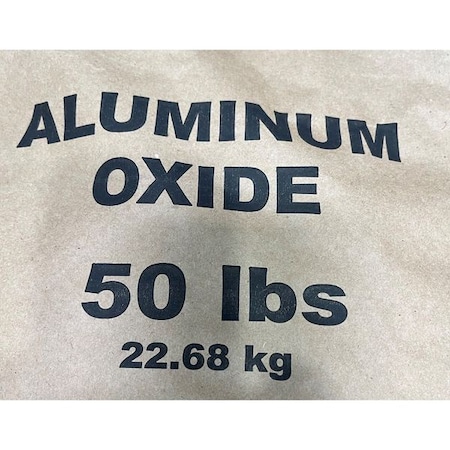 ALUMINUM
OXIDE
50 lbs
22.68 kg